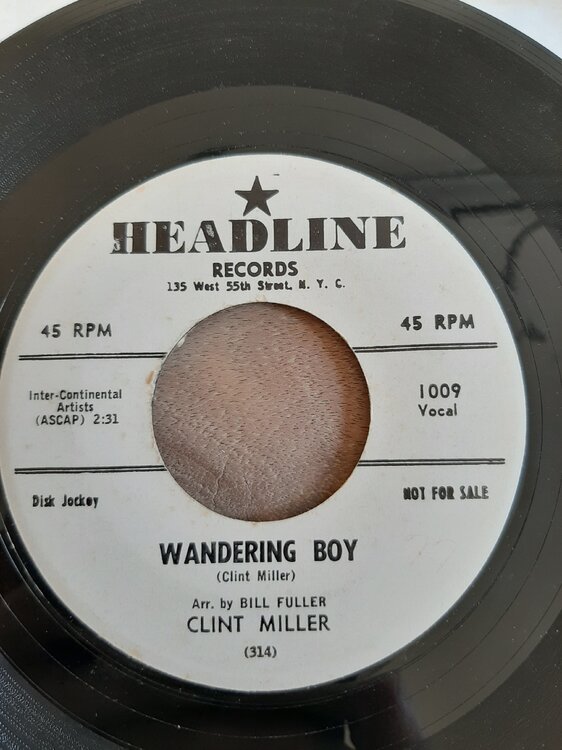 HEADLINE
RECORDS
135 West 55th Street, N. Y. C.
45 RPM
45 RPM
Inter-Continental
Artists
(ASCAP) 2:31
1009
Vocal
Disk Jockey
NOT FOR SALE
WANDERING BOY
(Clint Miller)
Arr. by BILL FULLER
CLINT MILLER
(314)